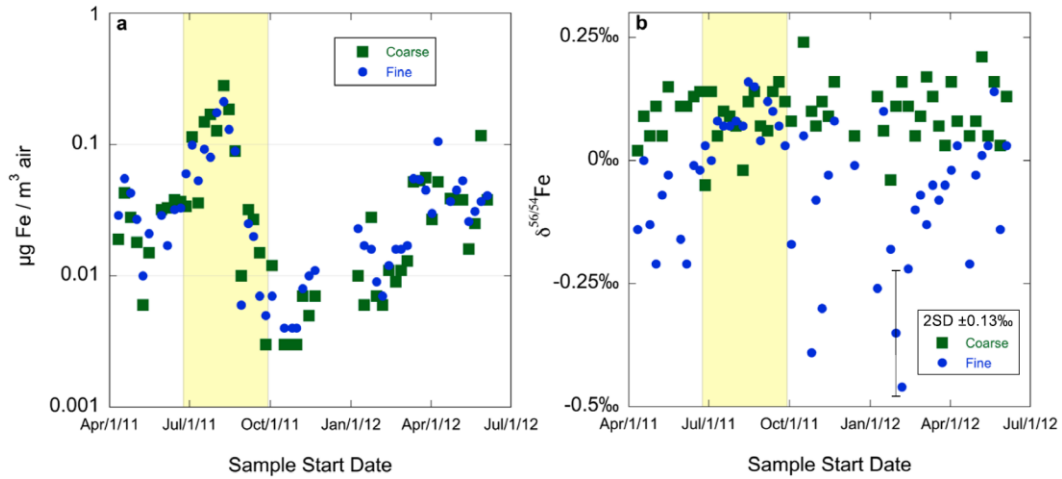 a
1
0.1
0.01
0.001
µg Fe / m³ air
Coarse
Fine
Apr/1/11 Jul/1/11 Oct/1/11 Jan/1/12 Apr/1/12 Jul/1/12
Sample Start Date
b
0.25‰
0‰
-0.25‰
-0.5‰
δ⁵⁶/⁵⁴Fe
2SD ±0.13‰
Coarse
Fine
Apr/1/11 Jul/1/11 Oct/1/11 Jan/1/12 Apr/1/12 Jul/1/12
Sample Start Date